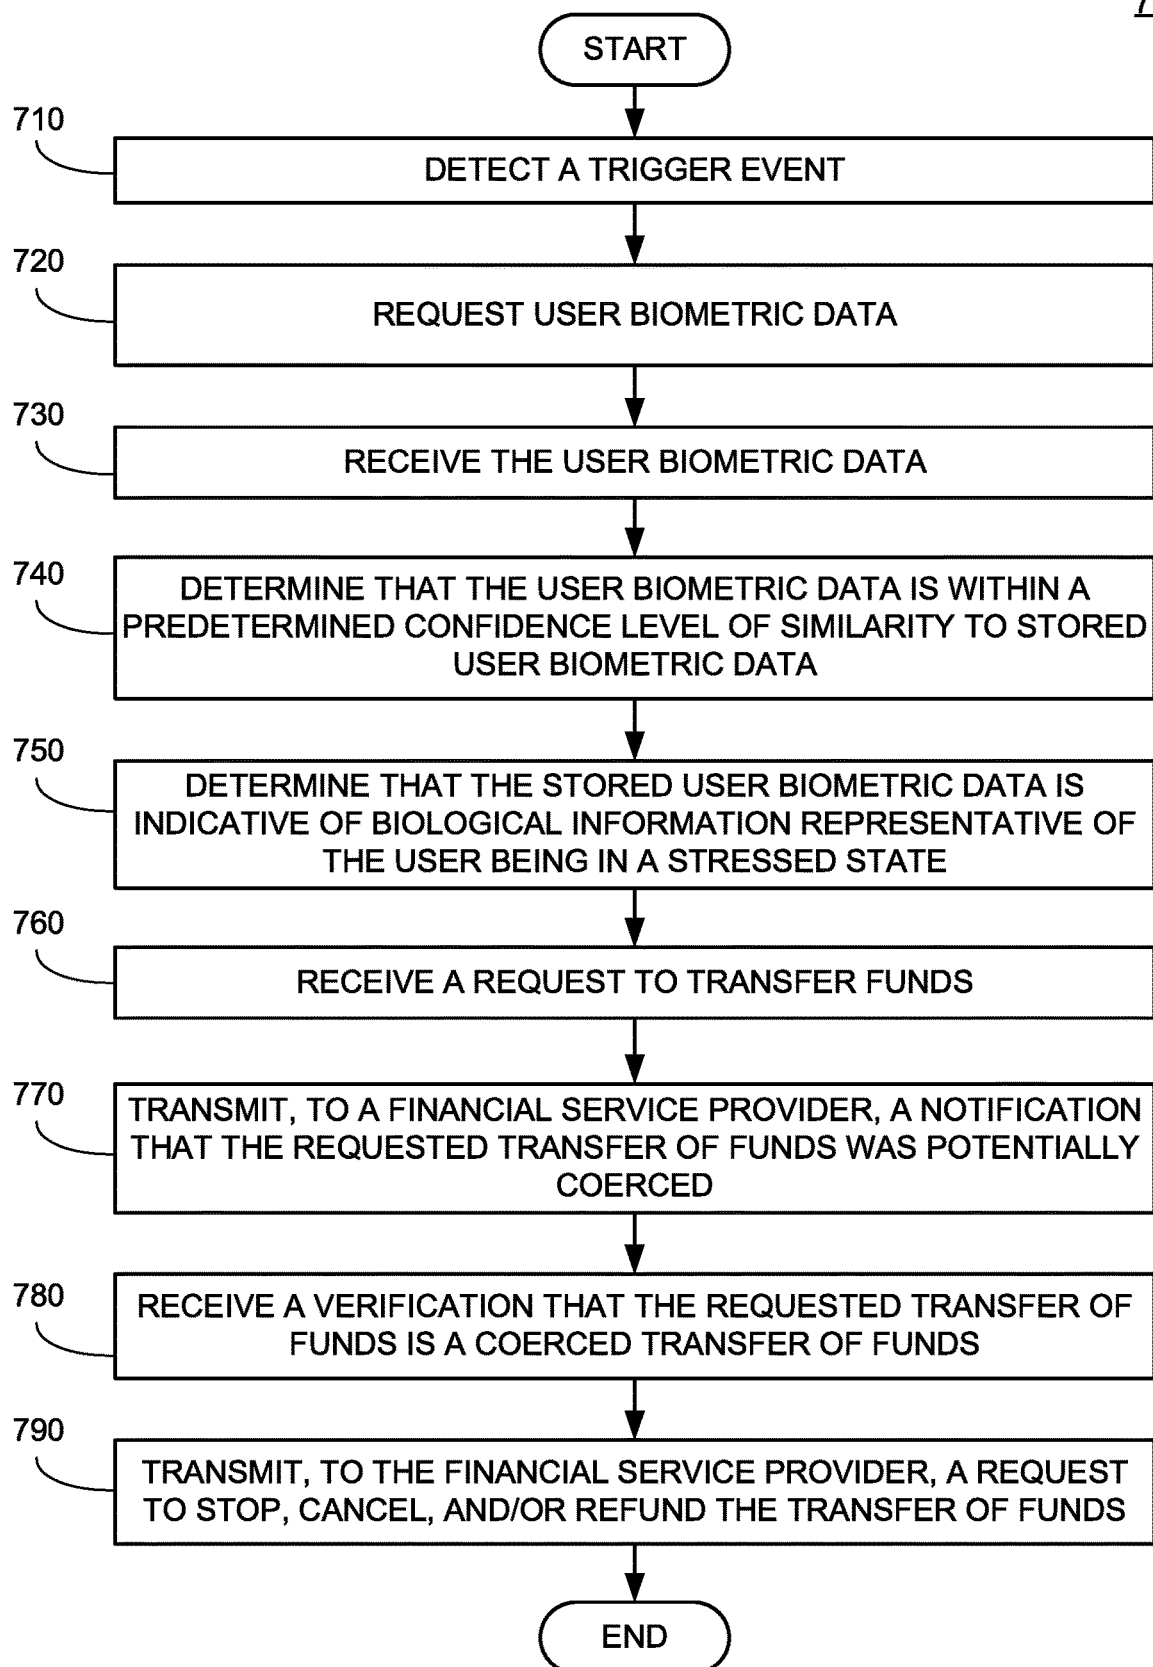 7
START
710
DETECT A TRIGGER EVENT
720
REQUEST USER BIOMETRIC DATA
730
RECEIVE THE USER BIOMETRIC DATA
740
DETERMINE THAT THE USER BIOMETRIC DATA IS WITHIN A
PREDETERMINED CONFIDENCE LEVEL OF SIMILARITY TO STORED
USER BIOMETRIC DATA
750
DETERMINE THAT THE STORED USER BIOMETRIC DATA IS
INDICATIVE OF BIOLOGICAL INFORMATION REPRESENTATIVE OF
THE USER BEING IN A STRESSED STATE
760
RECEIVE A REQUEST TO TRANSFER FUNDS
770
TRANSMIT, TO A FINANCIAL SERVICE PROVIDER, A NOTIFICATION
THAT THE REQUESTED TRANSFER OF FUNDS WAS POTENTIALLY
COERCED
780
RECEIVE A VERIFICATION THAT THE REQUESTED TRANSFER OF
FUNDS IS A COERCED TRANSFER OF FUNDS
790
TRANSMIT, TO THE FINANCIAL SERVICE PROVIDER, A REQUEST
TO STOP, CANCEL, AND/OR REFUND THE TRANSFER OF FUNDS
END